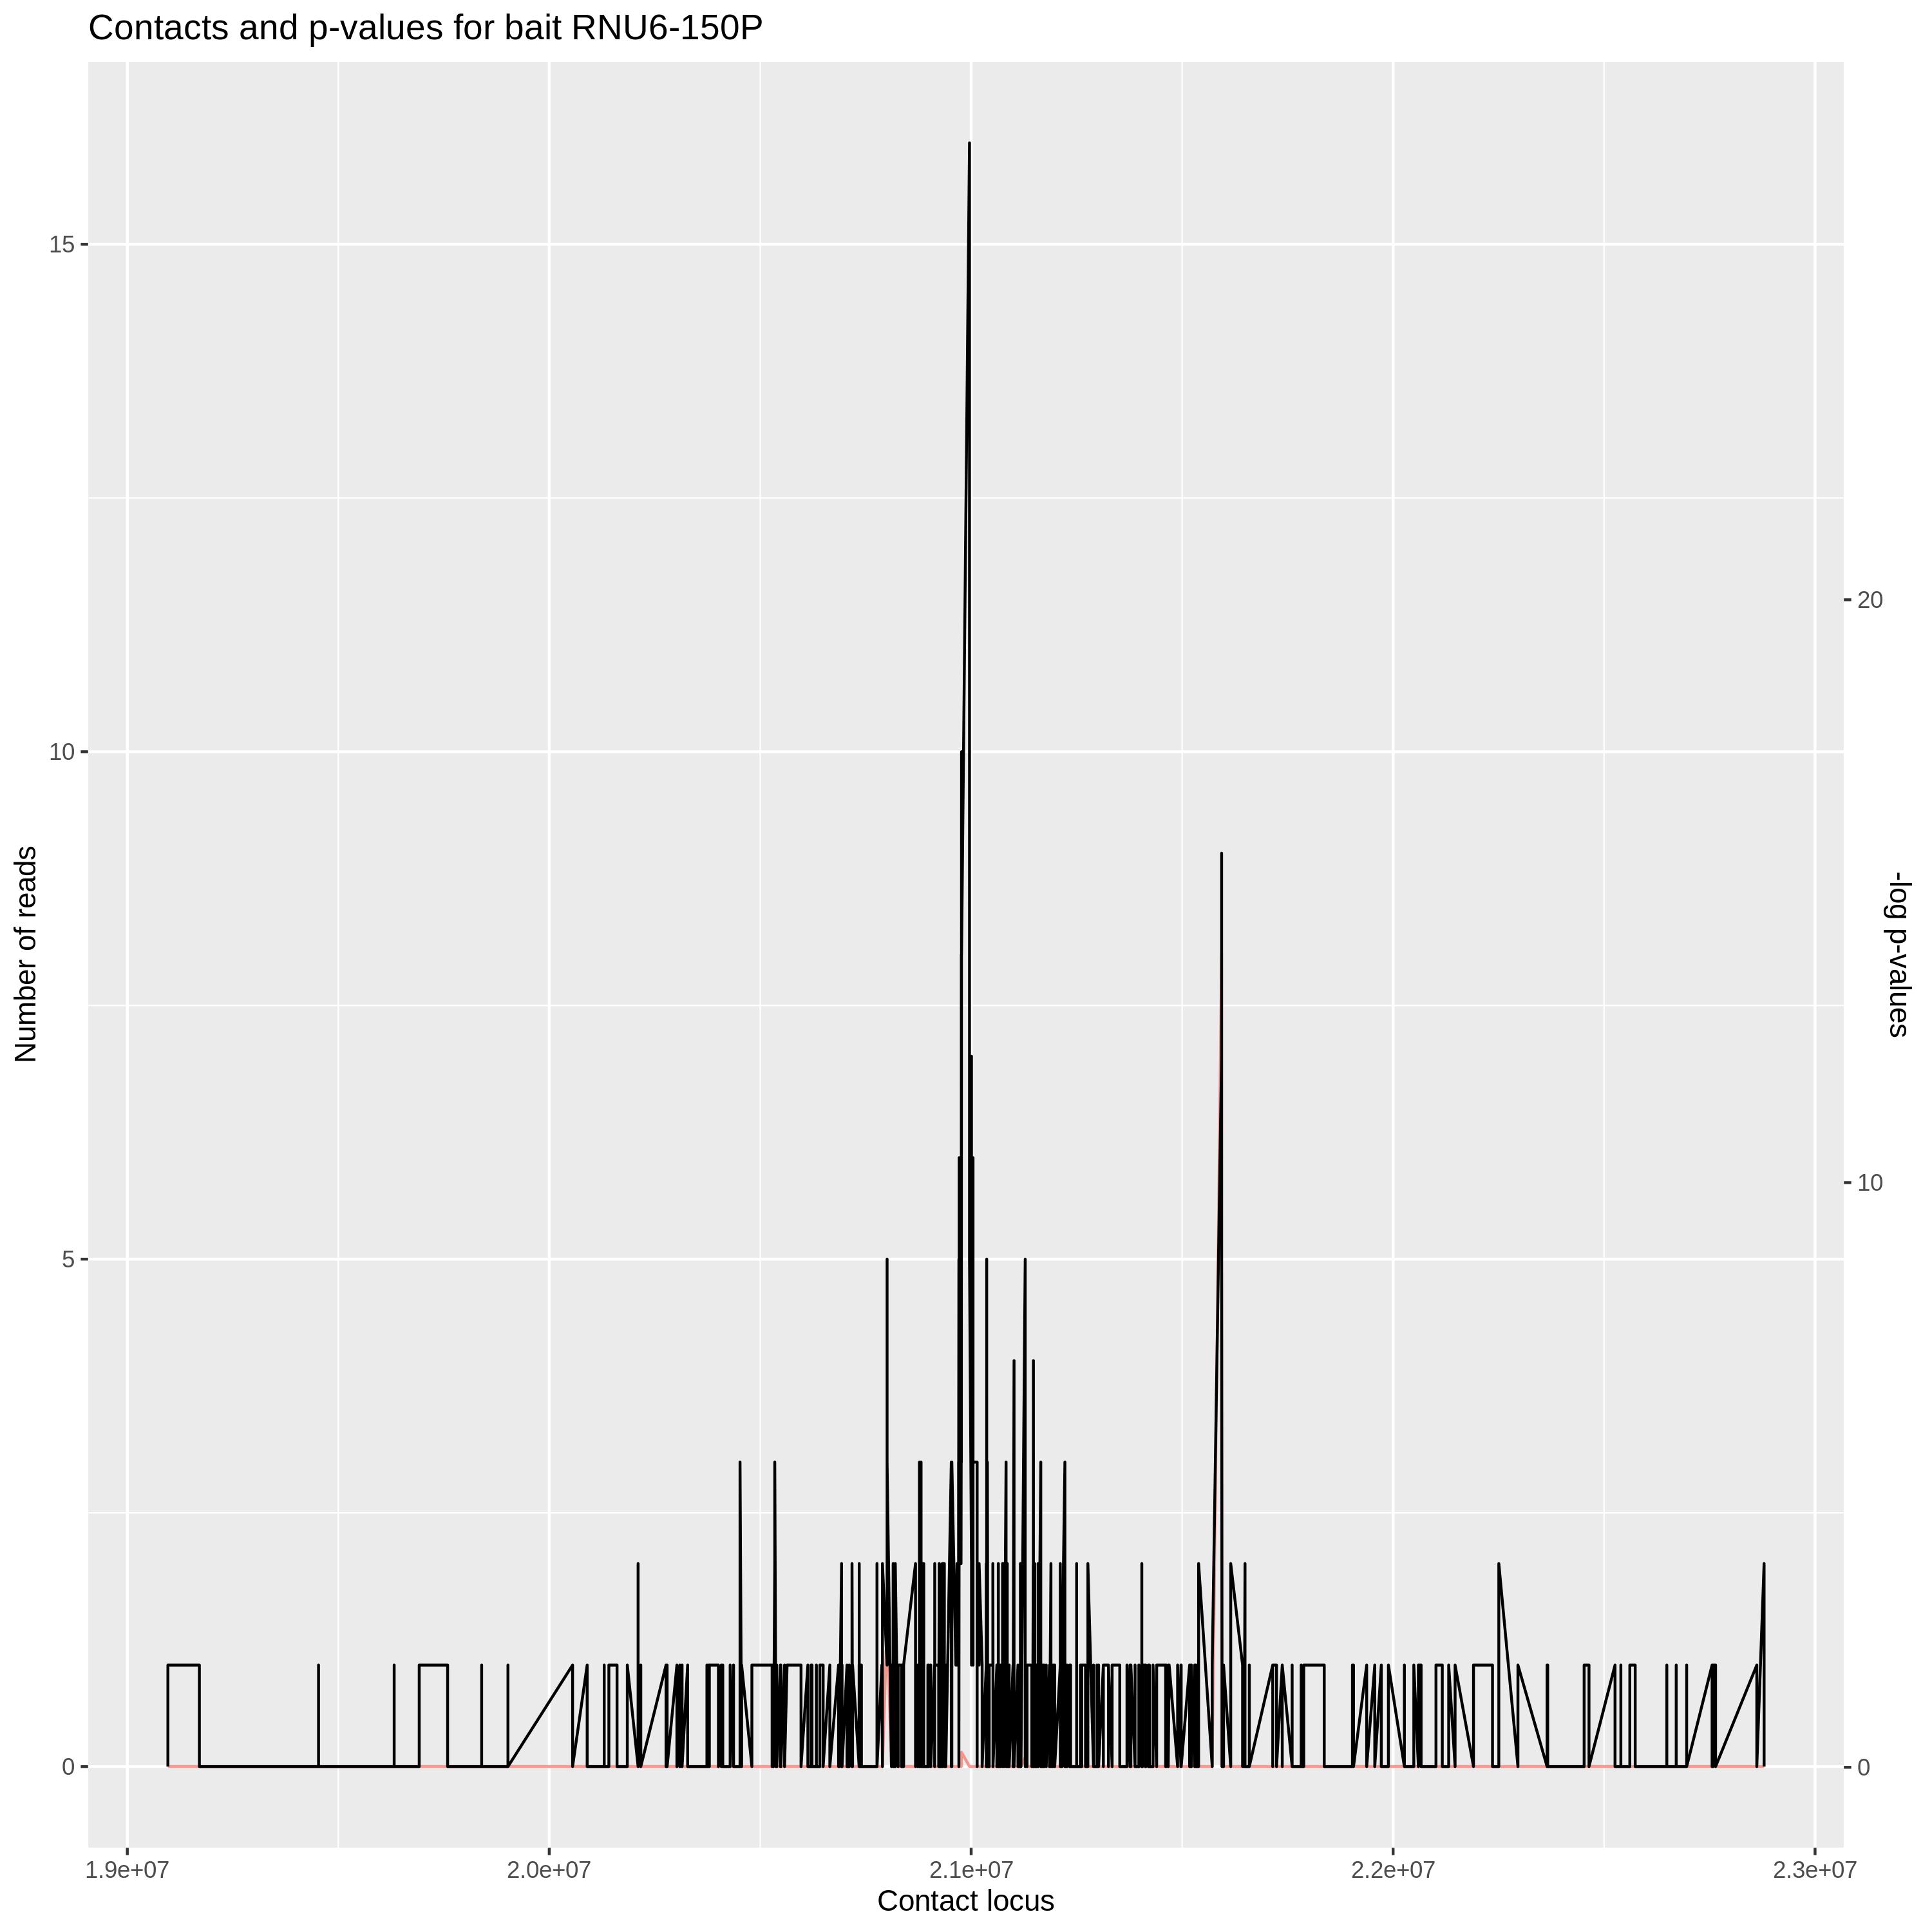 Contacts and p-values for bait RNU6-150P
15
10
5
0
Number of reads
20
10
0
-log p-values
1.9e+07 2.0e+07 2.1e+07 2.2e+07 2.3e+07
Contact locus